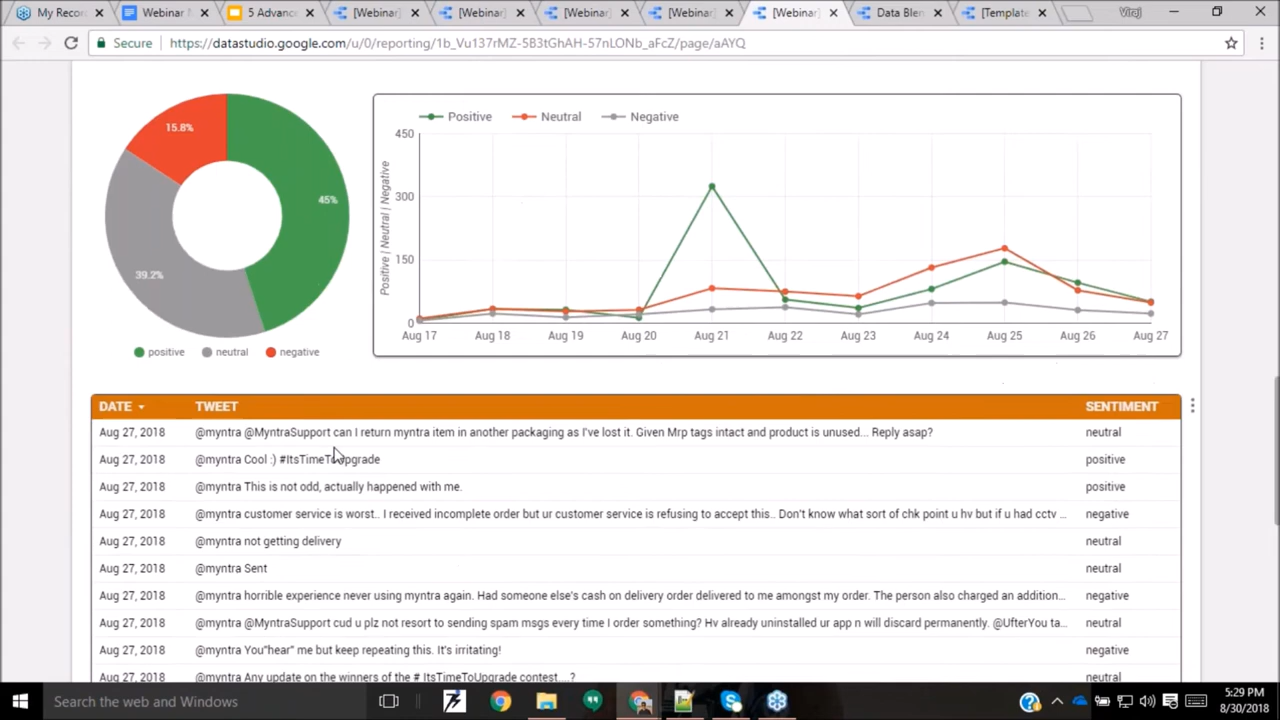 My Reco
Webinar
5 Advance
[Webinar]
[Webinar]
[Webinar]
[Webinar]
[Webinar]
Data Blen
[Template
Viraj
Secure
https://datastudio.google.com/u/0/reporting/1b_Vu137rMZ-5B3tGhAH-57nLONb_aFcZ/page/aAYQ
15.8%
45%
39.2%
positive neutral negative
Positive Neutral Negative
Positive | Neutral | Negative
450
300
150
0
Aug 17 Aug 18 Aug 19 Aug 20 Aug 21 Aug 22 Aug 23 Aug 24 Aug 25 Aug 26 Aug 27
DATE TWEET SENTIMENT
Aug 27, 2018 @myntra @MyntraSupport can I return myntra item in another packaging as I've lost it. Given Mrp tags intact and product is unused... Reply asap? neutral
Aug 27, 2018 @myntra Cool :) #ItsTimeToUpgrade positive
Aug 27, 2018 @myntra This is not odd, actually happened with me. positive
Aug 27, 2018 @myntra customer service is worst.. I received incomplete order but ur customer service is refusing to accept this.. Don't know what sort of chk point u hv but if u had cctv ... negative
Aug 27, 2018 @myntra not getting delivery neutral
Aug 27, 2018 @myntra Sent neutral
Aug 27, 2018 @myntra horrible experience never using myntra again. Had someone else's cash on delivery order delivered to me amongst my order. The person also charged an addition... negative
Aug 27, 2018 @myntra @MyntraSupport cud u plz not resort to sending spam msgs every time I order something? Hv already uninstalled ur app n will discard permanently. @UfterYou ta... neutral
Aug 27, 2018 @myntra You"hear" me but keep repeating this. It's irritating! negative
Aug 27, 2018 @myntra Any update on the winners of the # ItsTimeToUpgrade contest....? neutral
Search the web and Windows
5:29 PM
8/30/2018